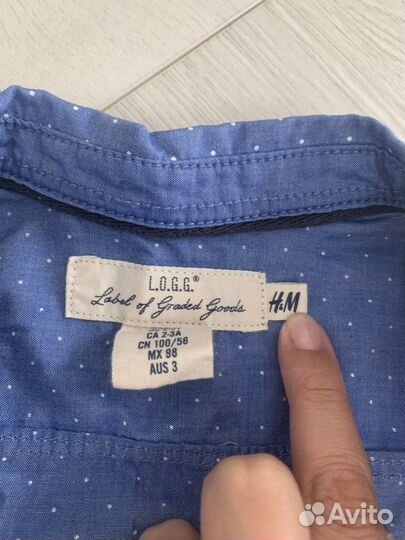 L.O.G.G.®
Label of Graded Goods
H&M
CA 2-3A
CN 100/56
MX 98
AUS 3
Avito